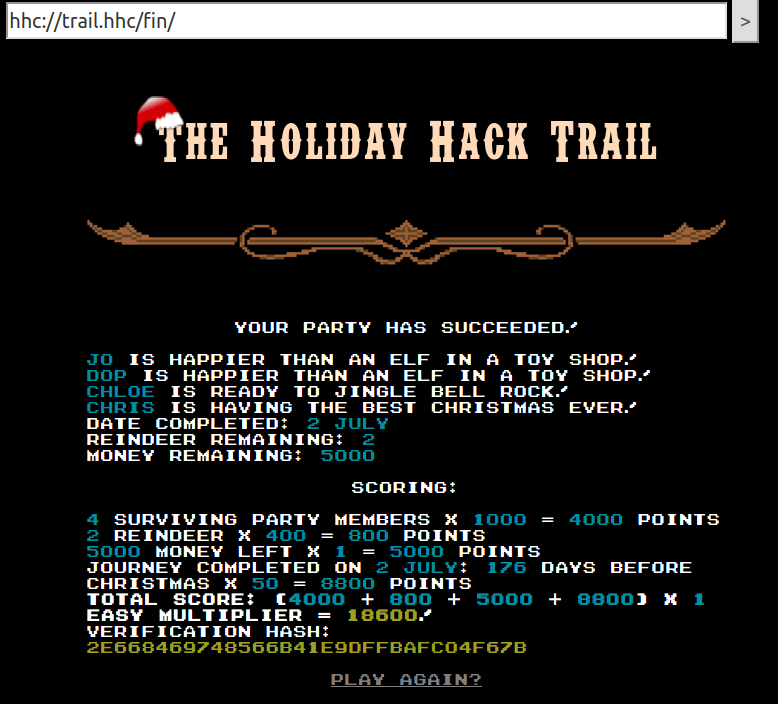 hhc://trail.hhc/fin/
>
THE HOLIDAY HACK TRAIL
YOUR PARTY HAS SUCCEEDED!
JO IS HAPPIER THAN AN ELF IN A TOY SHOP!
DOP IS HAPPIER THAN AN ELF IN A TOY SHOP!
CHLOE IS READY TO JINGLE BELL ROCK!
CHRIS IS HAVING THE BEST CHRISTMAS EVER!
DATE COMPLETED: 2 JULY
REINDEER REMAINING: 2
MONEY REMAINING: 5000
SCORING:
4 SURVIVING PARTY MEMBERS X 1000 = 4000 POINTS
2 REINDEER X 400 = 800 POINTS
5000 MONEY LEFT X 1 = 5000 POINTS
JOURNEY COMPLETED ON 2 JULY: 176 DAYS BEFORE
CHRISTMAS X 50 = 8800 POINTS
TOTAL SCORE: (4000 + 800 + 5000 + 8800) X 1
EASY MULTIPLIER = 18600!
VERIFICATION HASH:
2E668469748566B41E9DFFBAFC04F67B
PLAY AGAIN?